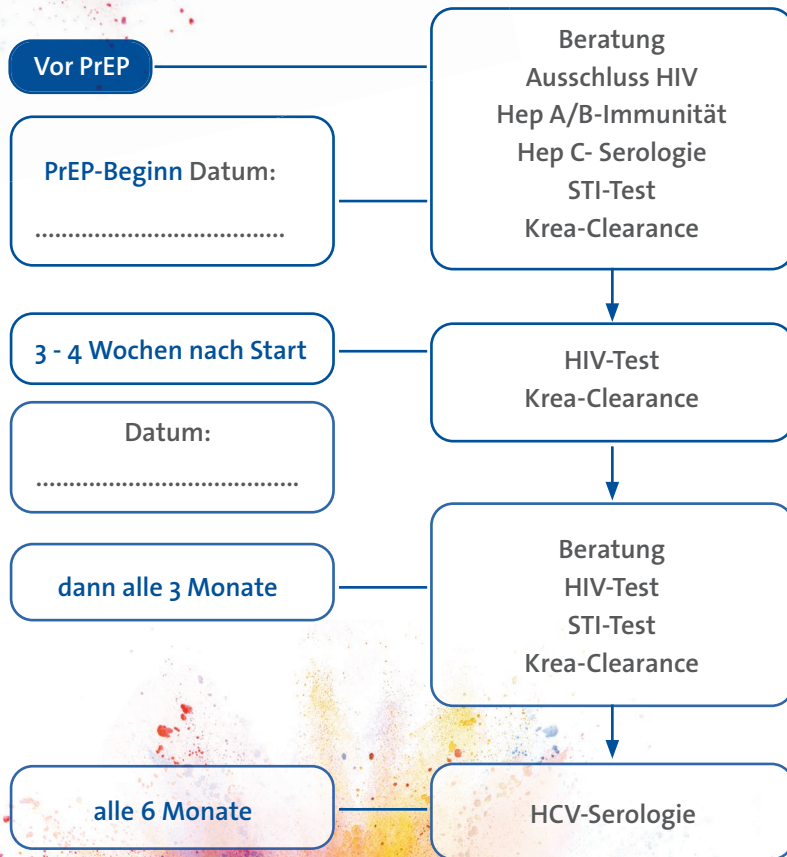 Vor PrEP
Beratung
Ausschluss HIV
Hep A/B-Immunität
Hep C- Serologie
STI-Test
Krea-Clearance
PrEP-Beginn Datum:
......................................
3 - 4 Wochen nach Start
HIV-Test
Krea-Clearance
Datum:
........................................
dann alle 3 Monate
Beratung
HIV-Test
STI-Test
Krea-Clearance
alle 6 Monate
HCV-Serologie